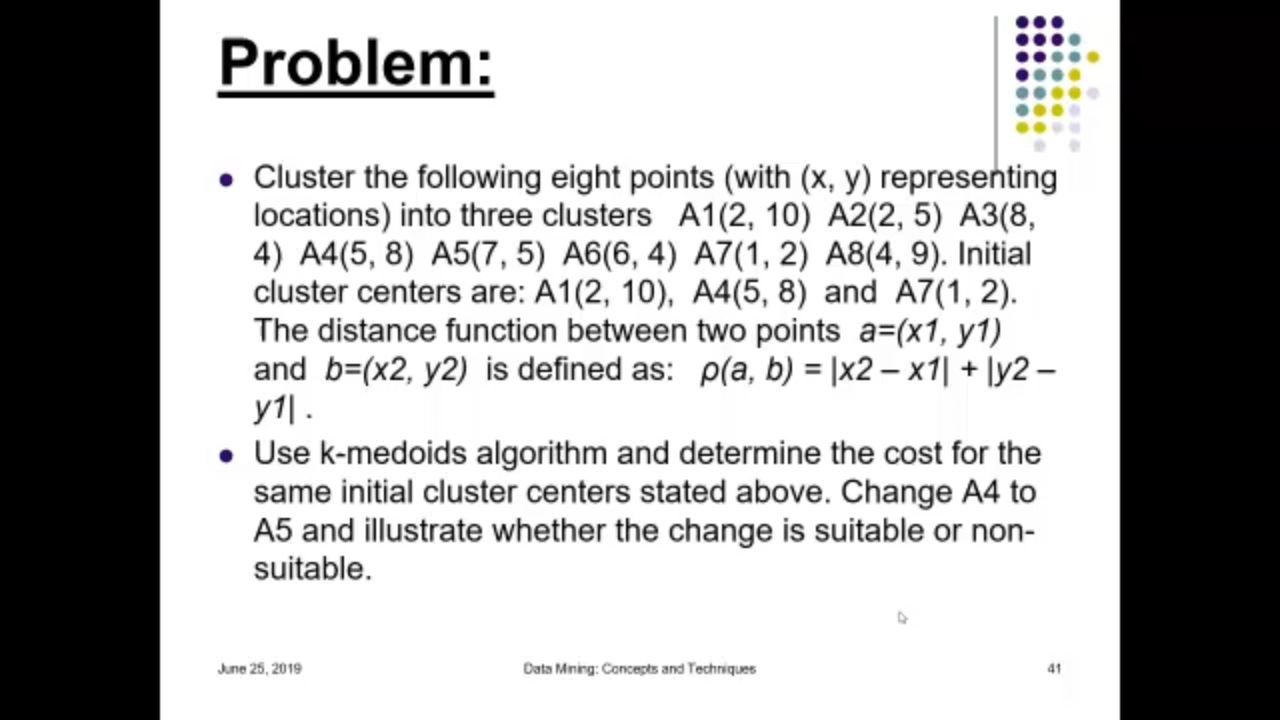 Problem:
Cluster the following eight points (with (x, y) representing
locations) into three clusters A1(2, 10) A2(2, 5) A3(8,
4) A4(5, 8) A5(7, 5) A6(6, 4) A7(1, 2) A8(4, 9). Initial
cluster centers are: A1(2, 10), A4(5, 8) and A7(1, 2).
The distance function between two points a=(x1, y1)
and b=(x2, y2) is defined as: ρ(a, b) = |x2 – x1| + |y2 –
y1| .
Use k-medoids algorithm and determine the cost for the
same initial cluster centers stated above. Change A4 to
A5 and illustrate whether the change is suitable or non-
suitable.
June 25, 2019 Data Mining: Concepts and Techniques 41